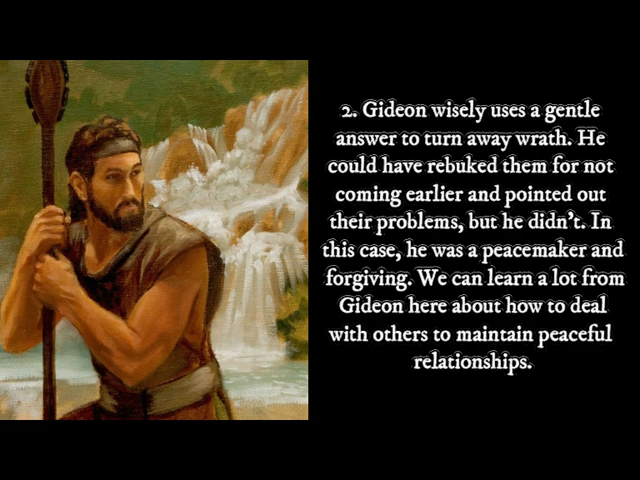 2. Gideon wisely uses a gentle
answer to turn away wrath. He
could have rebuked them for not
coming earlier and pointed out
their problems, but he didn't. In
this case, he was a peacemaker and
forgiving. We can learn a lot from
Gideon here about how to deal
with others to maintain peaceful
relationships.